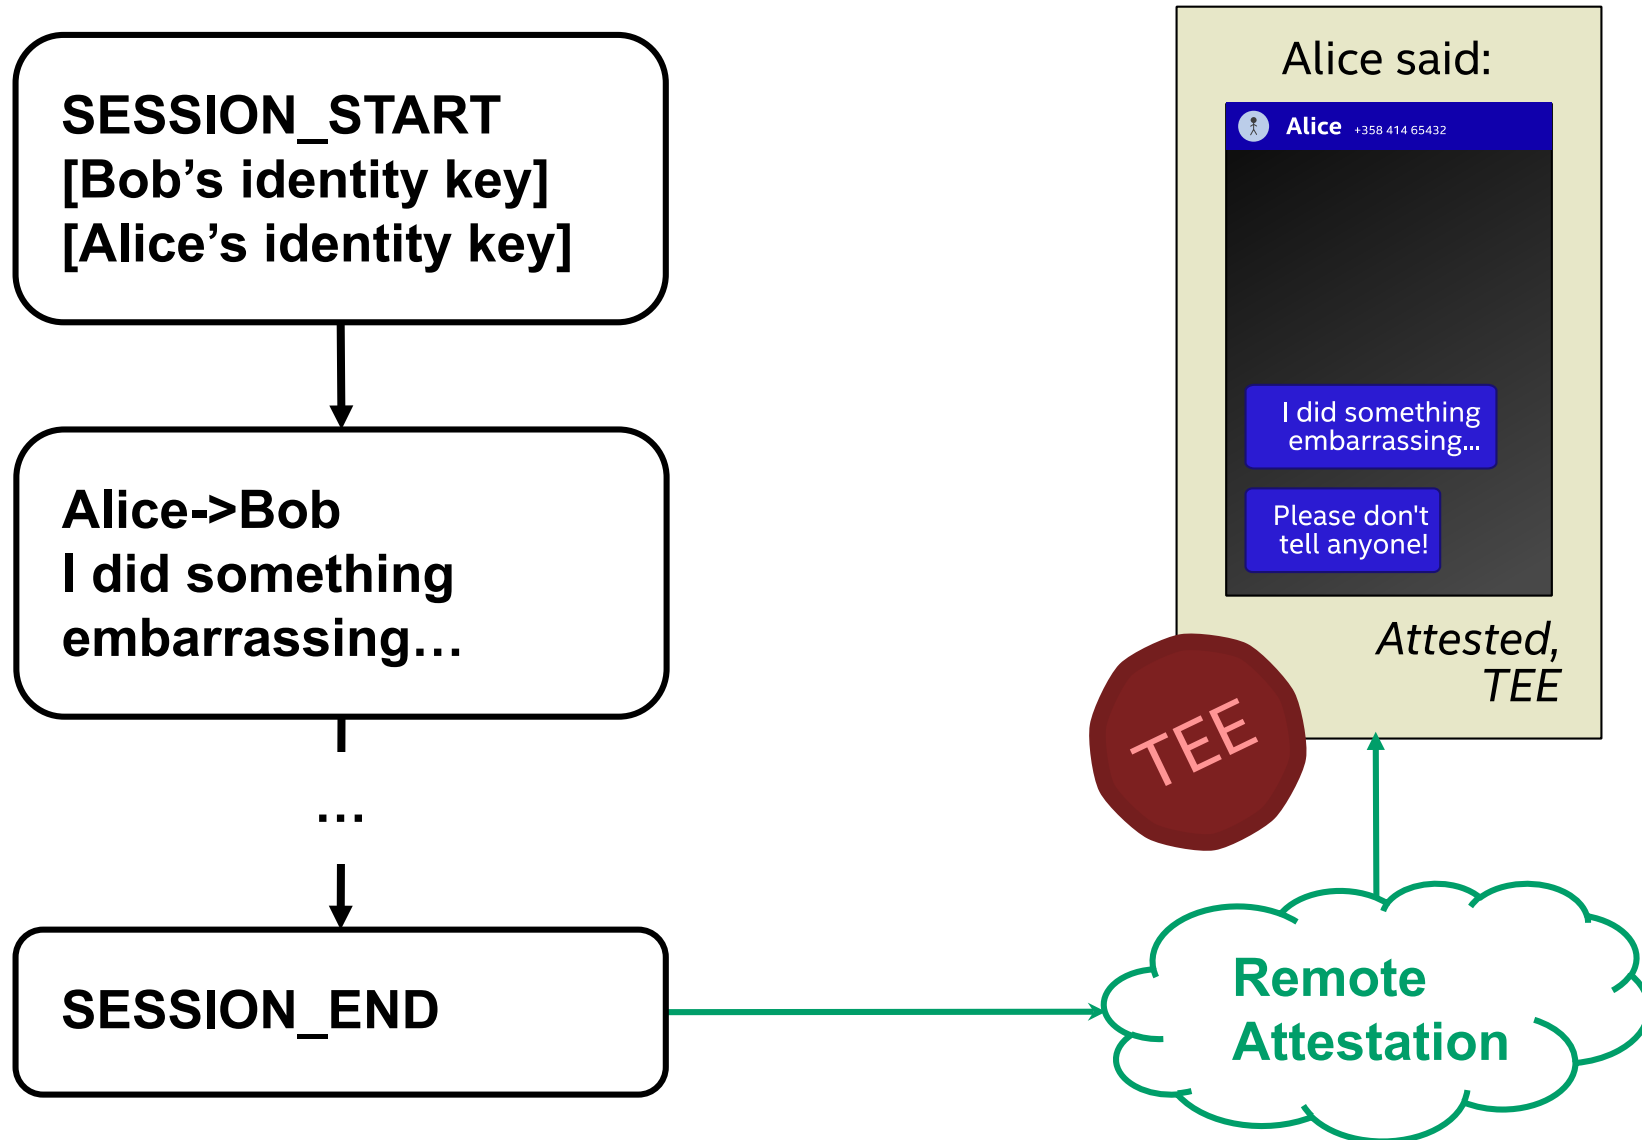 SESSION_START
[Bob’s identity key]
[Alice’s identity key]
Alice->Bob
I did something
embarrassing…
…
SESSION_END
Alice said:
Alice +358 414 65432
I did something
embarrassing...
Please don't
tell anyone!
Attested,
TEE
TEE
Remote
Attestation